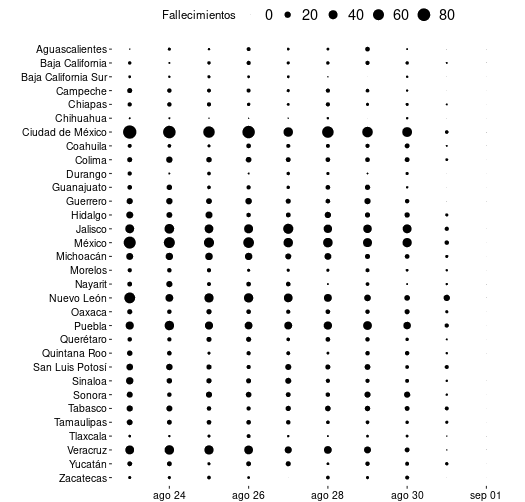 Fallecimientos 0 20 40 60 80
Aguascalientes
Baja California
Baja California Sur
Campeche
Chiapas
Chihuahua
Ciudad de México
Coahuila
Colima
Durango
Guanajuato
Guerrero
Hidalgo
Jalisco
México
Michoacán
Morelos
Nayarit
Nuevo León
Oaxaca
Puebla
Querétaro
Quintana Roo
San Luis Potosí
Sinaloa
Sonora
Tabasco
Tamaulipas
Tlaxcala
Veracruz
Yucatán
Zacatecas
ago 24 ago 26 ago 28 ago 30 sep 01